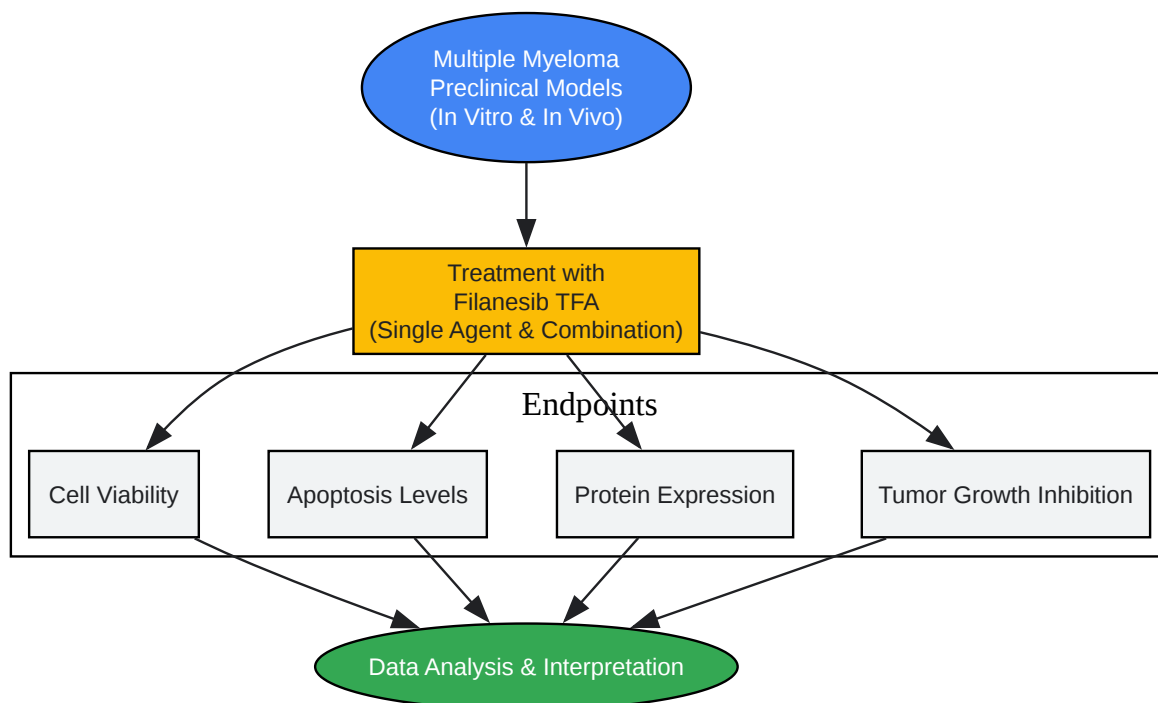 Multiple Myeloma
Preclinical Models
(In Vitro & In Vivo)
Treatment with
Filanesib TFA
(Single Agent & Combination)
Endpoints
Cell Viability
Apoptosis Levels
Protein Expression
Tumor Growth Inhibition
Data Analysis & Interpretation